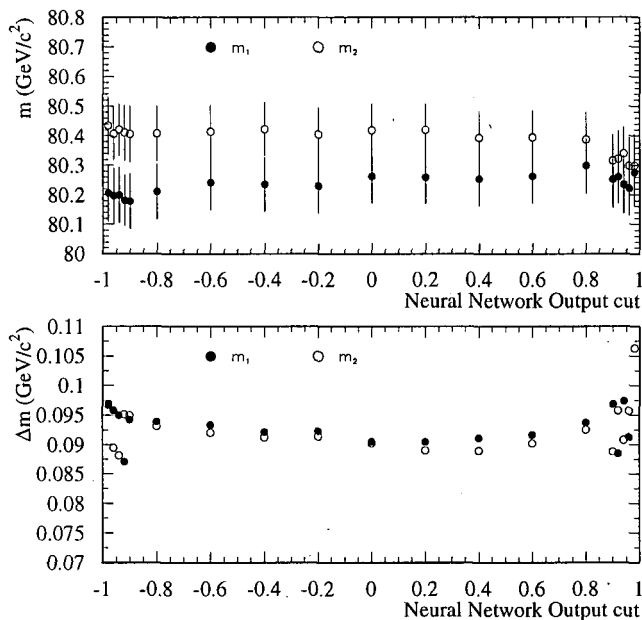 m (GeV/c²)
80.8
80.7
80.6
80.5
80.4
80.3
80.2
80.1
80
● m₁ ○ m₂
-1 -0.8 -0.6 -0.4 -0.2 0 0.2 0.4 0.6 0.8 1
Neural Network Output cut
Δm (GeV/c²)
0.11
0.105
0.1
0.095
0.09
0.085
0.08
0.075
0.07
● m₁ ○ m₂
-1 -0.8 -0.6 -0.4 -0.2 0 0.2 0.4 0.6 0.8 1
Neural Network Output cut